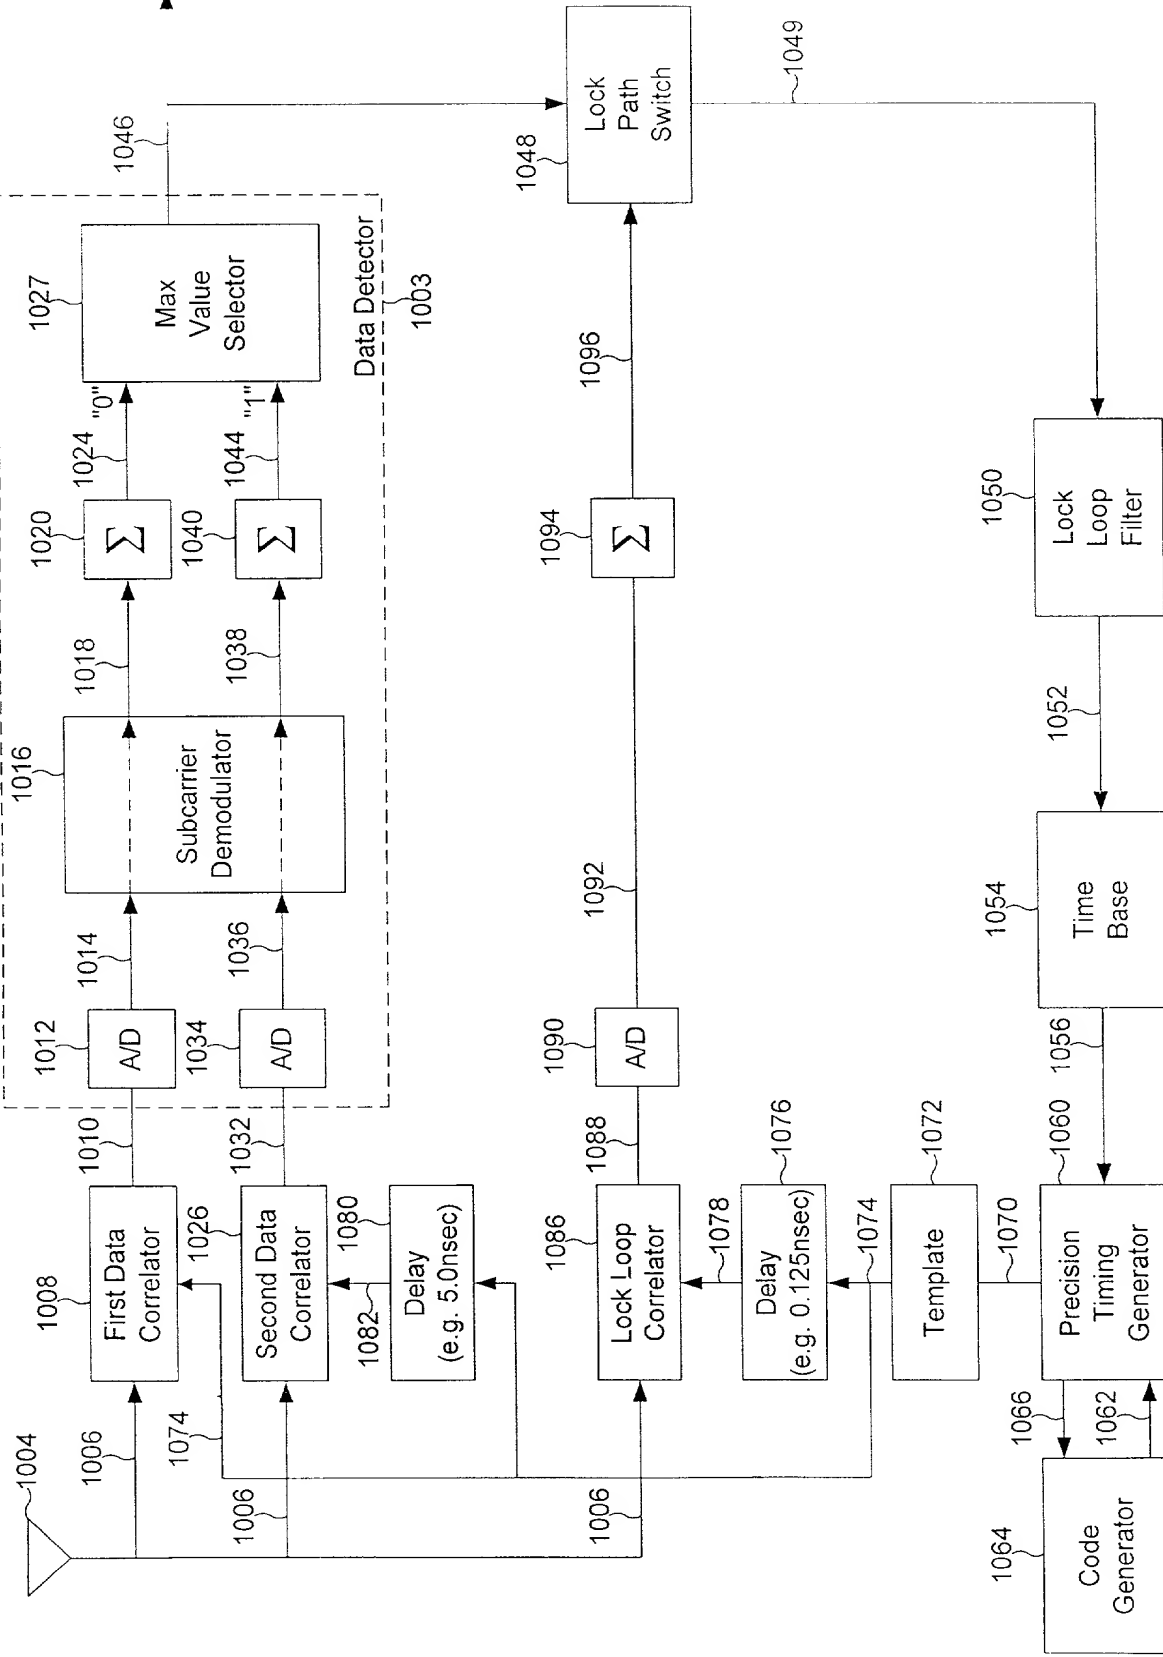 1004
1006
1008
First Data
Correlator
1010
1012
A/D
1014
1016
Subcarrier
Demodulator
1018
1020
Σ
1024
"0"
1027
Max
Value
Selector
1046
1074
1006
1026
Second Data
Correlator
1032
1034
A/D
1036
1038
1040
Σ
1044
"1"
Data Detector
1003
1082
1080
Delay
(e.g. 5.0nsec)
1006
1086
Lock Loop
Correlator
1088
1090
A/D
1092
1094
Σ
1096
1048
Lock
Path
Switch
1049
1078
1076
Delay
(e.g. 0.125nsec)
1074
1072
Template
1070
1064
Code
Generator
1066
1062
1060
Precision
Timing
Generator
1056
1054
Time
Base
1052
1050
Lock
Loop
Filter